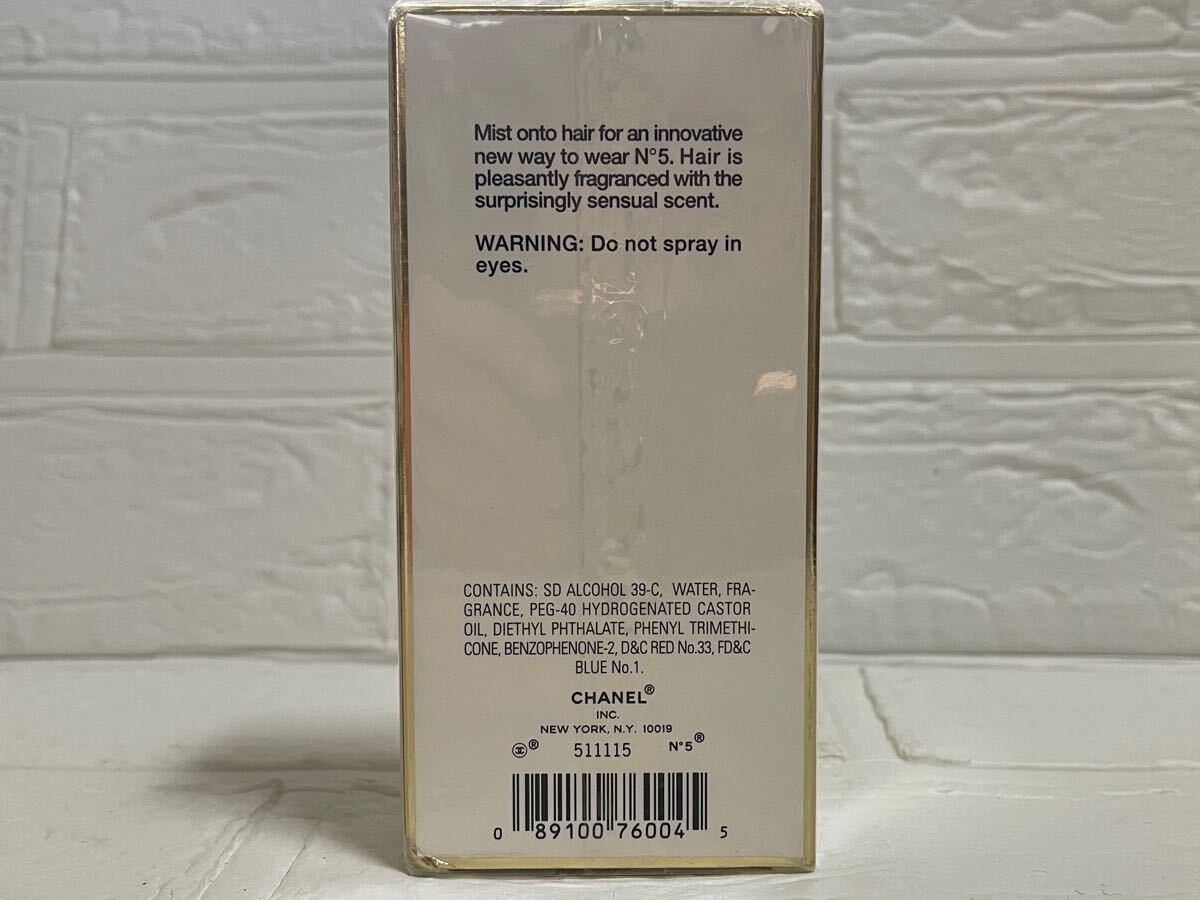 Mist onto hair for an innovative
new way to wear N°5. Hair is
pleasantly fragranced with the
surprisingly sensual scent.
WARNING: Do not spray in
eyes.
CONTAINS: SD ALCOHOL 39-C, WATER, FRA-
GRANCE, PEG-40 HYDROGENATED CASTOR
OIL, DIETHYL PHTHALATE, PHENYL TRIMETHI-
CONE, BENZOPHENONE-2, D&C RED No.33, FD&C
BLUE No.1.
CHANEL®
INC.
NEW YORK, N.Y. 10019
® 511115 N°5®
0 89100 76004 5